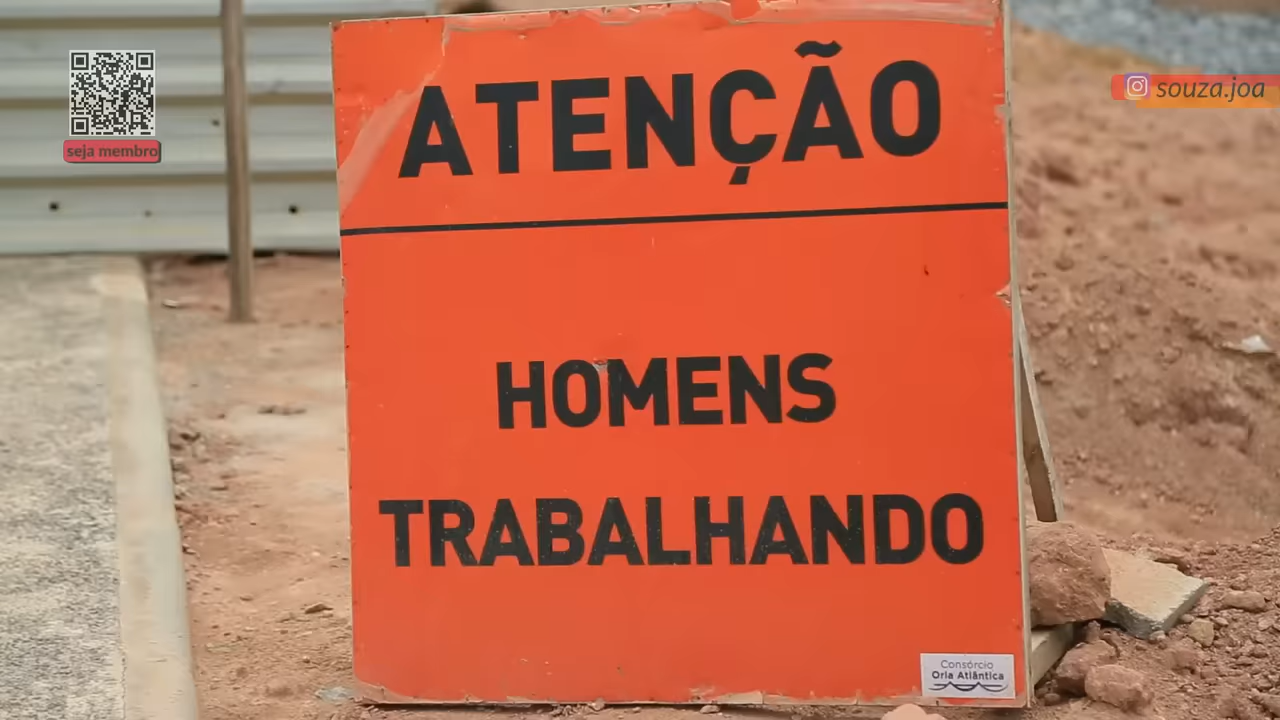 seja membro
souza.joa
ATENÇÃO
HOMENS
TRABALHANDO
Consórcio
Orla Atlântica